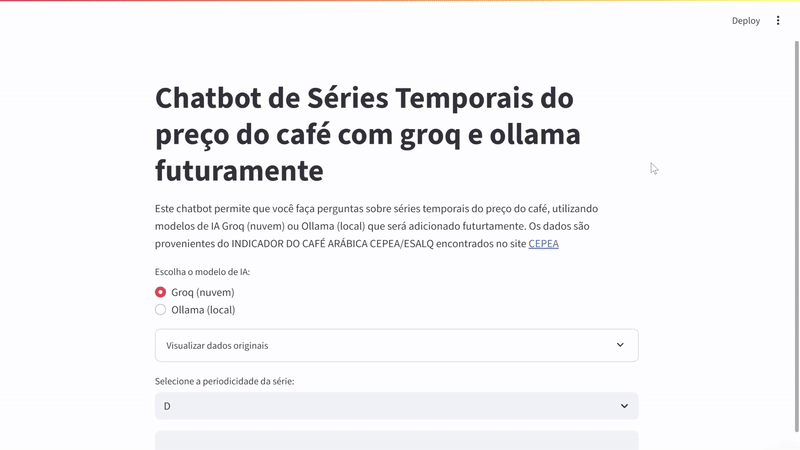 Deploy
Chatbot de Séries Temporais do
preço do café com groq e ollama
futuramente
Este chatbot permite que você faça perguntas sobre séries temporais do preço do café, utilizando
modelos de IA Groq (nuvem) ou Ollama (local) que será adicionado futurtamente. Os dados são
provenientes do INDICADOR DO CAFÉ ARÁBICA CEPEA/ESALQ encontrados no site CEPEA
Escolha o modelo de IA:
Groq (nuvem)
Ollama (local)
Visualizar dados originais
Selecione a periodicidade da série:
D